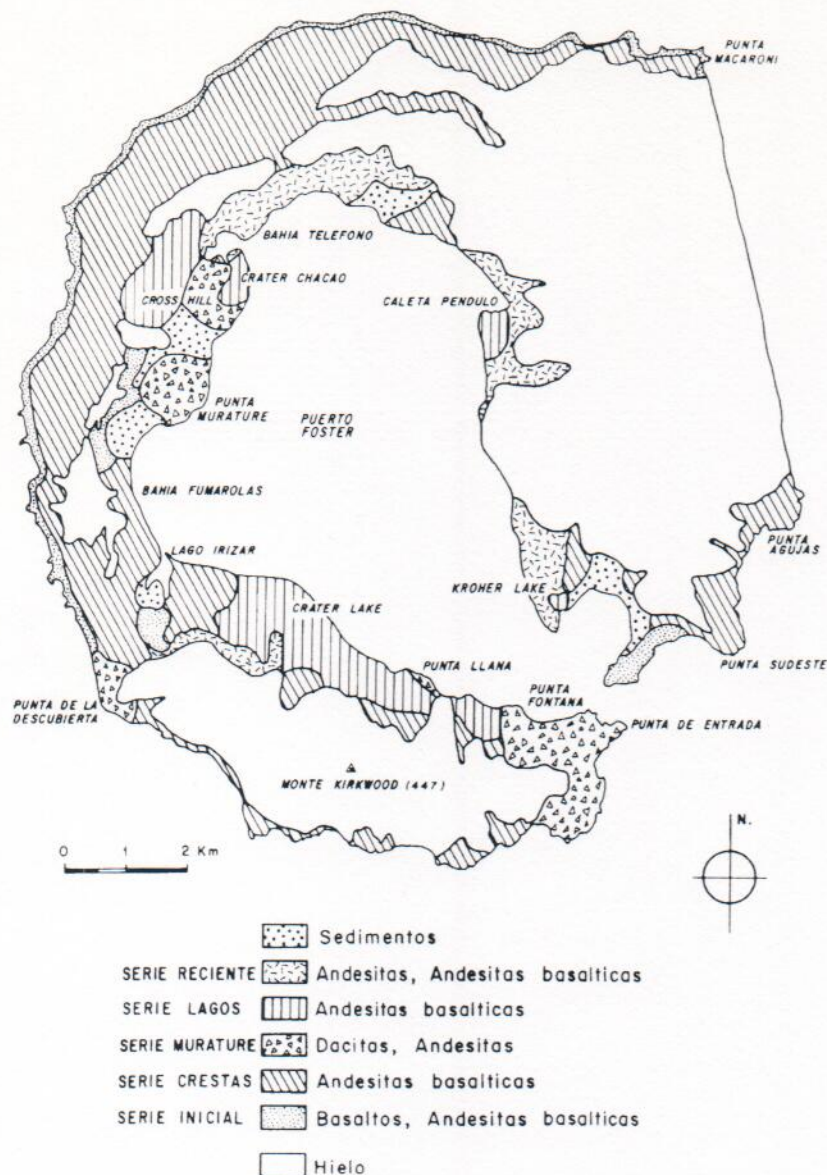 PUNTA
MACARONI
BAHIA TELEFONO
CRATER CHACAO
CROSS HILL
CALETA PENDULO
PUNTA
MURATURE
PUERTO
FOSTER
BAHIA FUMAROLAS
PUNTA
AGUJAS
LAGO IRIZAR
KROHER LAKE
CRATER LAKE
PUNTA SUDESTE
PUNTA LLANA
PUNTA
FONTANA
PUNTA DE LA
DESCUBIERTA
PUNTA DE ENTRADA
MONTE KIRKWOOD (447)
N.
0 1 2 Km
Sedimentos
SERIE RECIENTE Andesitas, Andesitas basalticas
SERIE LAGOS Andesitas basalticas
SERIE MURATURE Dacitas, Andesitas
SERIE CRESTAS Andesitas basalticas
SERIE INICIAL Basaltos, Andesitas basalticas
Hielo